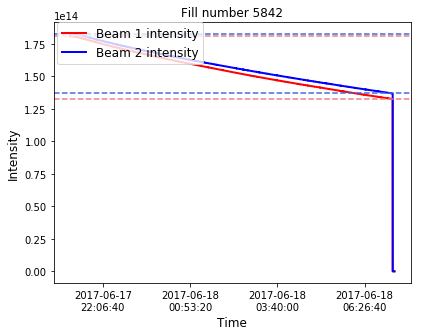 Fill number 5842
1e14
Beam 1 intensity
Beam 2 intensity
1.75
1.50
1.25
1.00
0.75
0.50
0.25
0.00
Intensity
2017-06-17
22:06:40
2017-06-18
00:53:20
2017-06-18
03:40:00
2017-06-18
06:26:40
Time